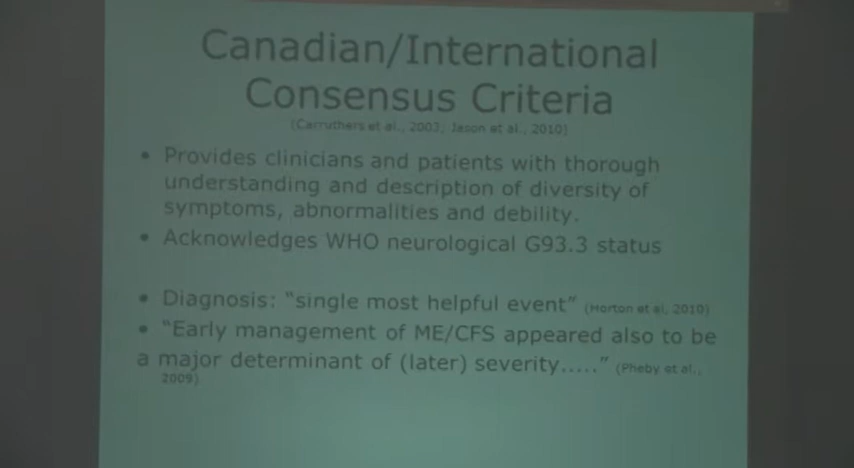 Canadian/International
Consensus Criteria
(Carruthers et al., 2003; Jason et al., 2010)
• Provides clinicians and patients with thorough
understanding and description of diversity of
symptoms, abnormalities and debility.
• Acknowledges WHO neurological G93.3 status
• Diagnosis: “single most helpful event” (Horton et al, 2010)
• “Early management of ME/CFS appeared also to be
a major determinant of (later) severity.....” (Pheby et al.,
2009)